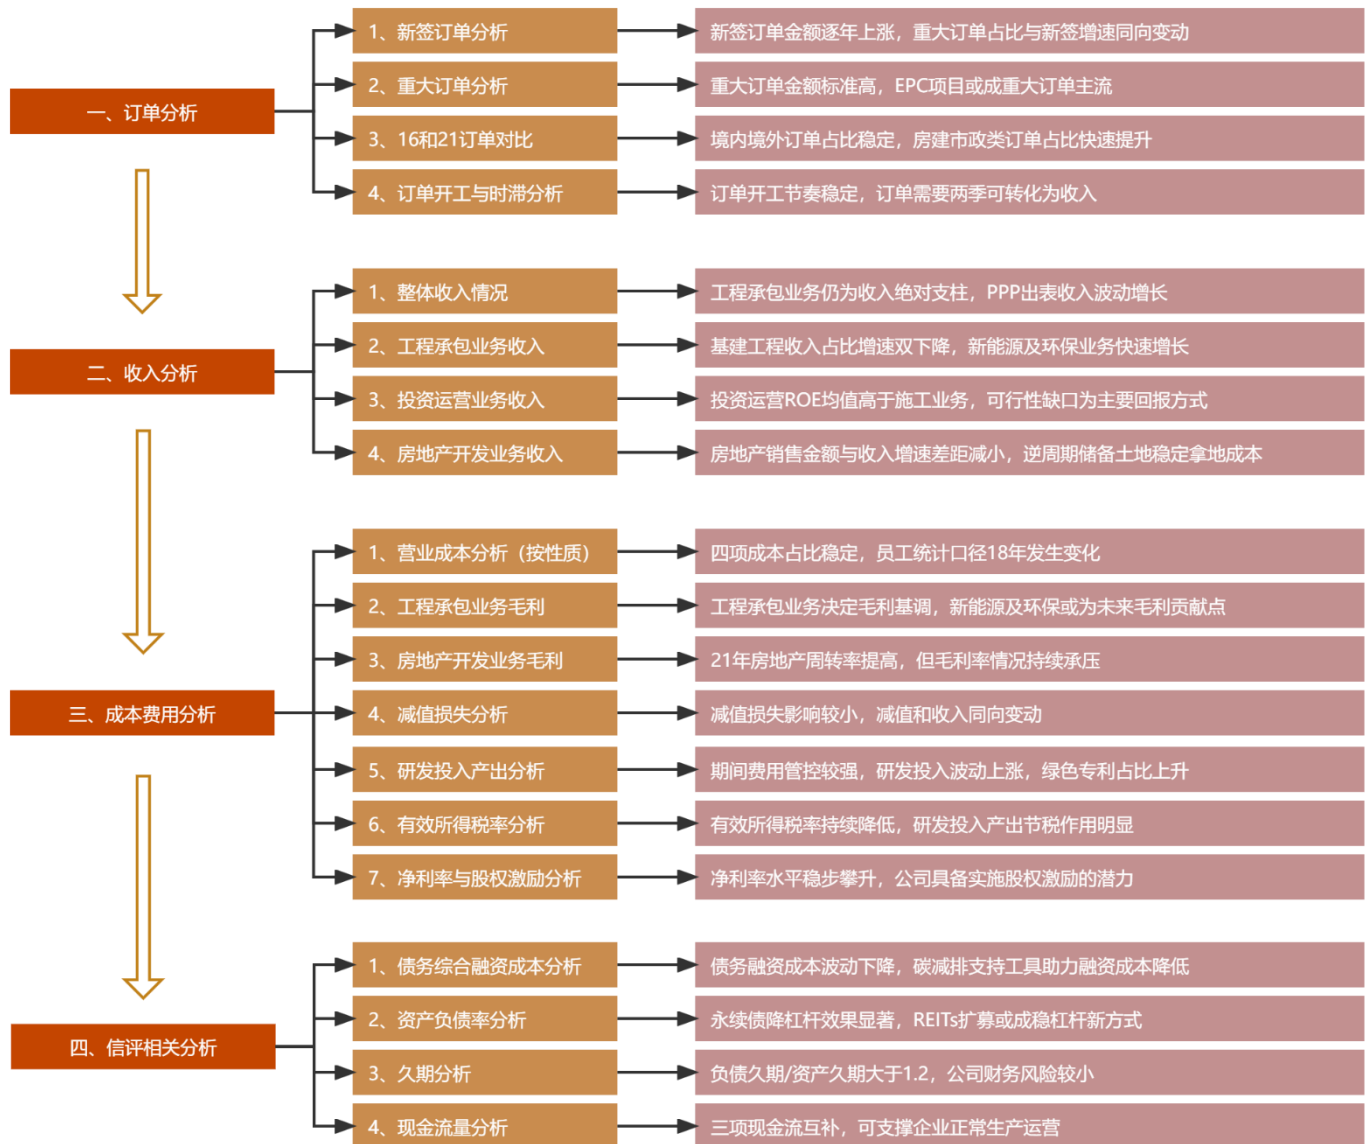 一、订单分析
1、新签订单分析
新签订单金额逐年上涨，重大订单占比与新签增速同向变动
2、重大订单分析
重大订单金额标准高，EPC项目或成重大订单主流
3、16和21订单对比
境内境外订单占比稳定，房建市政类订单占比快速提升
4、订单开工与时滞分析
订单开工节奏稳定，订单需要两季可转化为收入
二、收入分析
1、整体收入情况
工程承包业务仍为收入绝对支柱，PPP出表收入波动增长
2、工程承包业务收入
基建工程收入占比增速双下降，新能源及环保业务快速增长
3、投资运营业务收入
投资运营ROE均值高于施工业务，可行性缺口为主要回报方式
4、房地产开发业务收入
房地产销售金额与收入增速差距减小，逆周期储备土地稳定拿地成本
三、成本费用分析
1、营业成本分析（按性质）
四项成本占比稳定，员工统计口径18年发生变化
2、工程承包业务毛利
工程承包业务决定毛利基调，新能源及环保或为未来毛利贡献点
3、房地产开发业务毛利
21年房地产周转率提高，但毛利率情况持续承压
4、减值损失分析
减值损失影响较小，减值和收入同向变动
5、研发投入产出分析
期间费用管控较强，研发投入波动上涨，绿色专利占比上升
6、有效所得税率分析
有效所得税率持续降低，研发投入产出节税作用明显
7、净利率与股权激励分析
净利率水平稳步攀升，公司具备实施股权激励的潜力
四、信评相关分析
1、债务综合融资成本分析
债务融资成本波动下降，碳减排支持工具助力融资成本降低
2、资产负债率分析
永续债降杠杆效果显著，REITs扩募或成稳杠杆新方式
3、久期分析
负债久期/资产久期大于1.2，公司财务风险较小
4、现金流量分析
三项现金流互补，可支撑企业正常生产运营